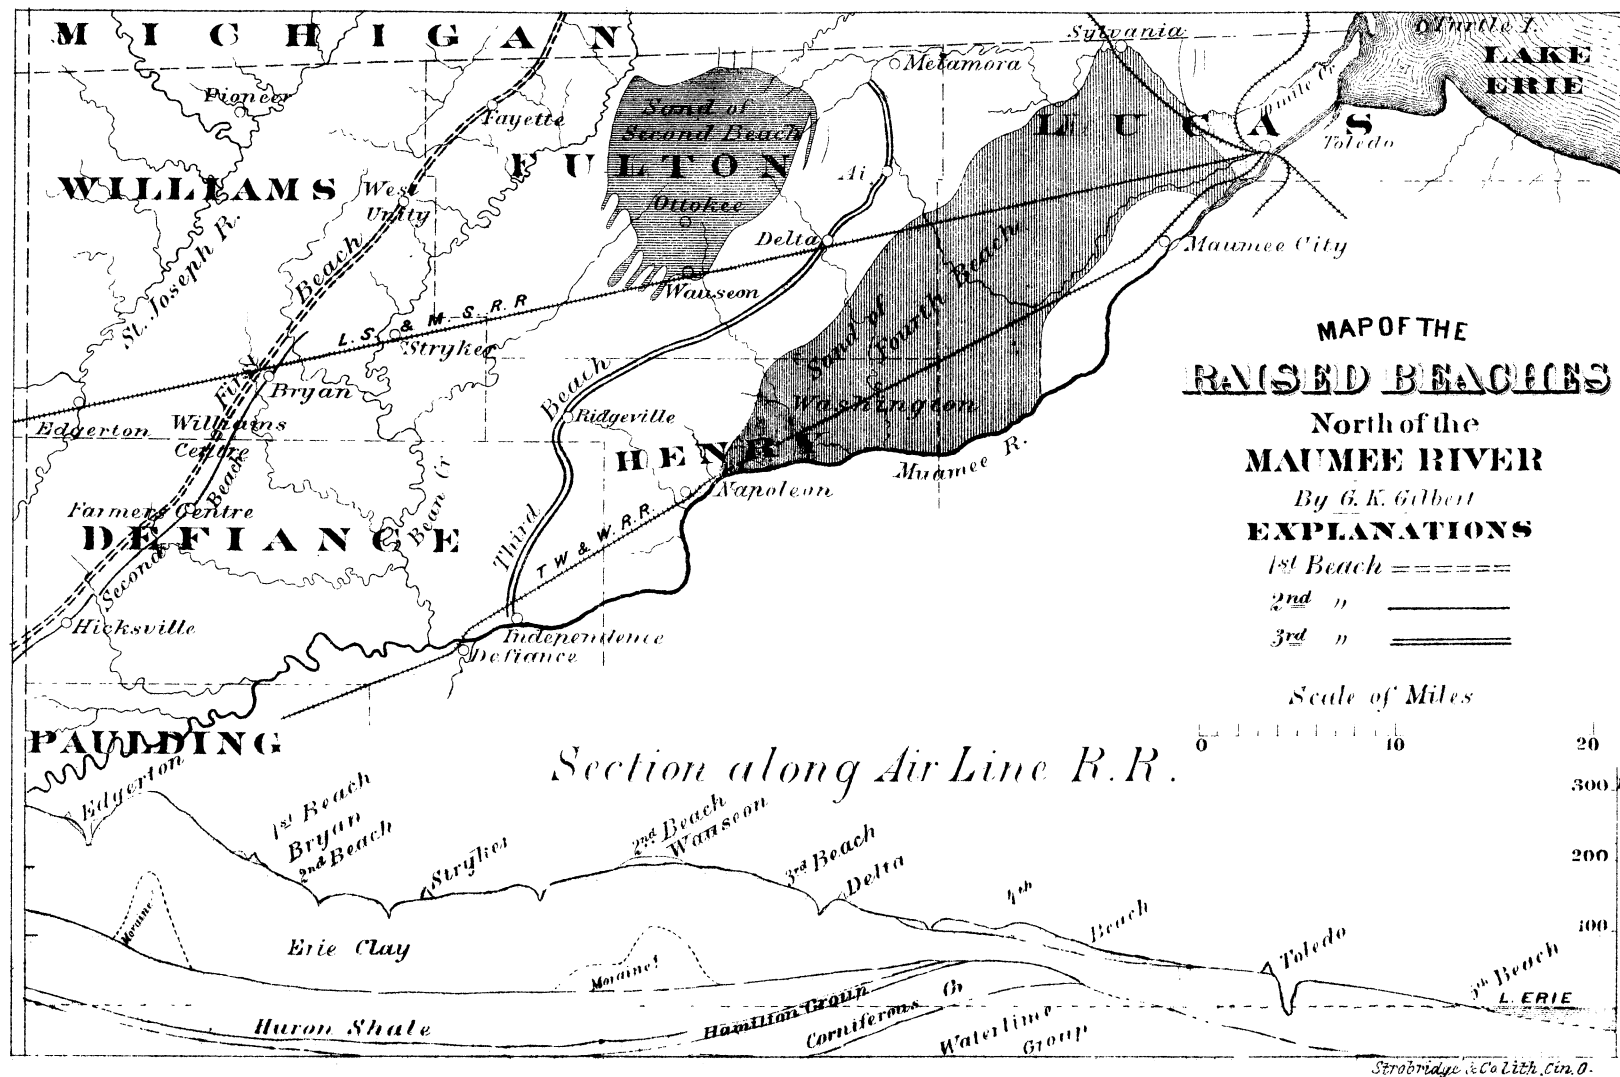 MICHIGAN
Sylvania
Turtle I.
LAKE
ERIE
Metamora
Pioneer
Fayette
Sand of
Second Beach
LUCAS
Toledo
FULTON
Ai
WILLIAMS
West
Unity
Ottokee
St. Joseph R.
Beach
Delta
Maumee City
Wauseon
L. S. & M. S. R. R
Stryker
Sand of
Fourth Beach
First
Bryan
Beach
Ridgeville
Washington
Edgerton
Williams
Centre
HENRY
Muamee R.
Napoleon
Beach
Farmers Centre
Bean Cr
DEFIANCE
Third
T W & W. R.R.
Second
Hicksville
Independence
Defiance
PAULDING
MAP OF THE
RAISED BEACHES
North of the
MAUMEE RIVER
By G. K. Gilbert
EXPLANATIONS
1st Beach
2nd "
3rd "
Scale of Miles
0 10 20
Section along Air Line R.R.
Edgerton
1st Beach
Bryan
2nd Beach
Stryker
2nd Beach
Wauseon
3rd Beach
Delta
4th
Beach
Toledo
5th Beach
L. ERIE
300
200
100
Moraine!
Erie Clay
Moraine!
Huron Shale
Hamilton Group
Corniferous Gr
Waterlime
Group
Strobridge & Co Lith. Cin. O.